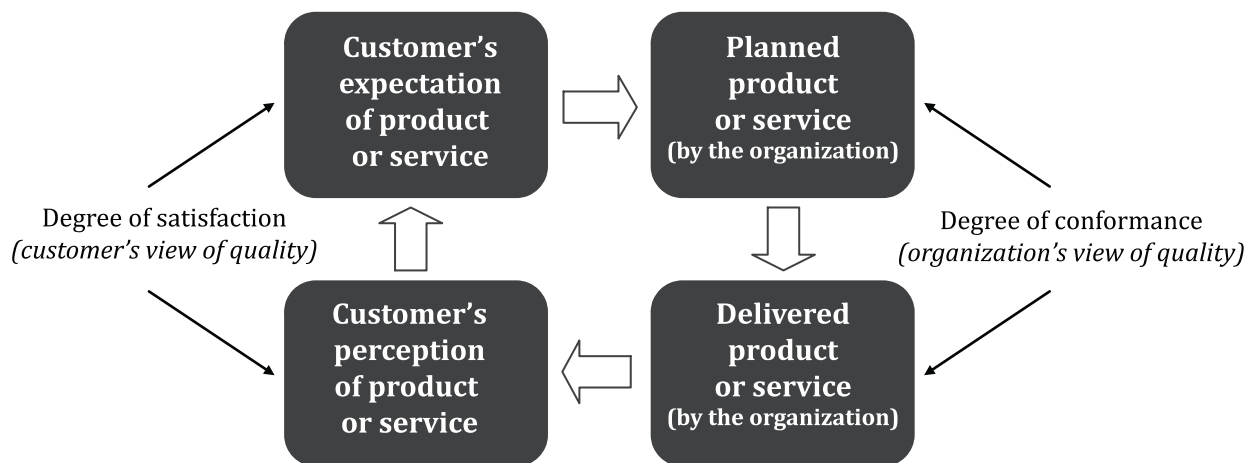 Customer’s
expectation
of product
or service
Planned
product
or service
(by the organization)
Degree of satisfaction
(customer’s view of quality)
Degree of conformance
(organization’s view of quality)
Customer’s
perception
of product
or service
Delivered
product
or service
(by the organization)